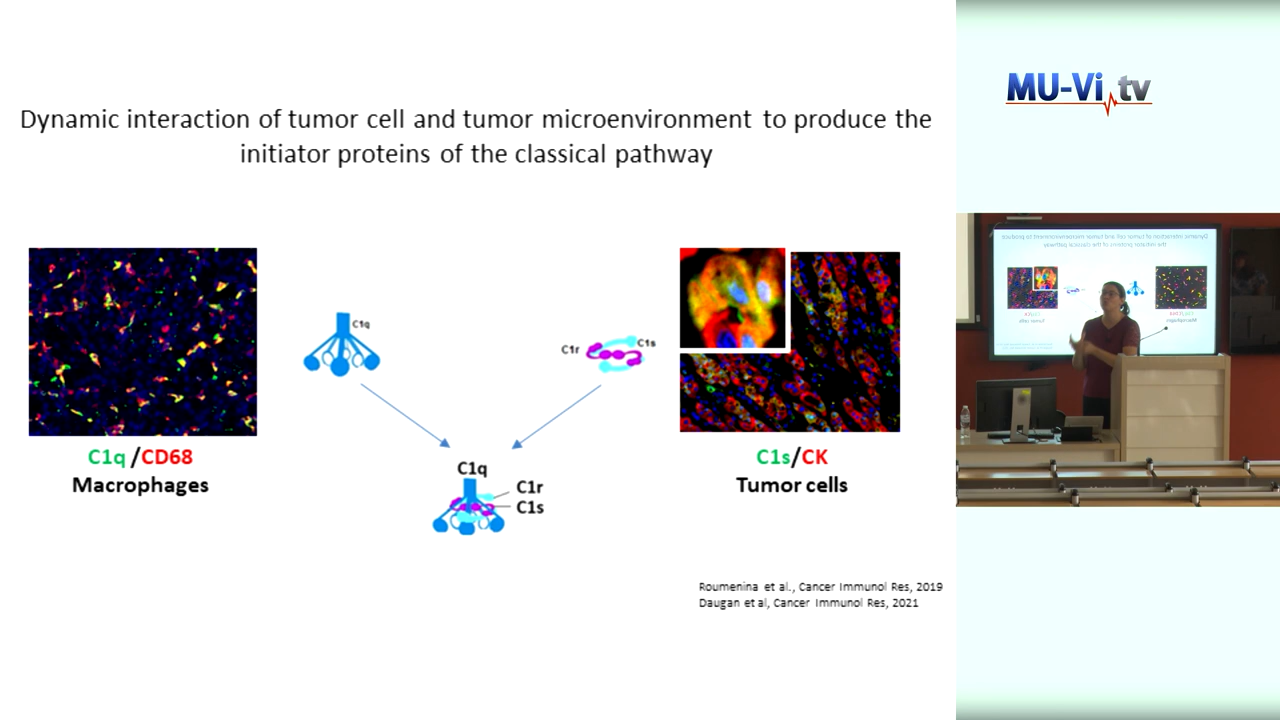 Dynamic interaction of tumor cell and tumor microenvironment to produce the
initiator proteins of the classical pathway
MU-Vi.tv
C1q
C1r
C1s
C1q /CD68
Macrophages
C1q
C1r
C1s
C1s/CK
Tumor cells
Roumenina et al., Cancer Immunol Res, 2019
Daugan et al, Cancer Immunol Res, 2021